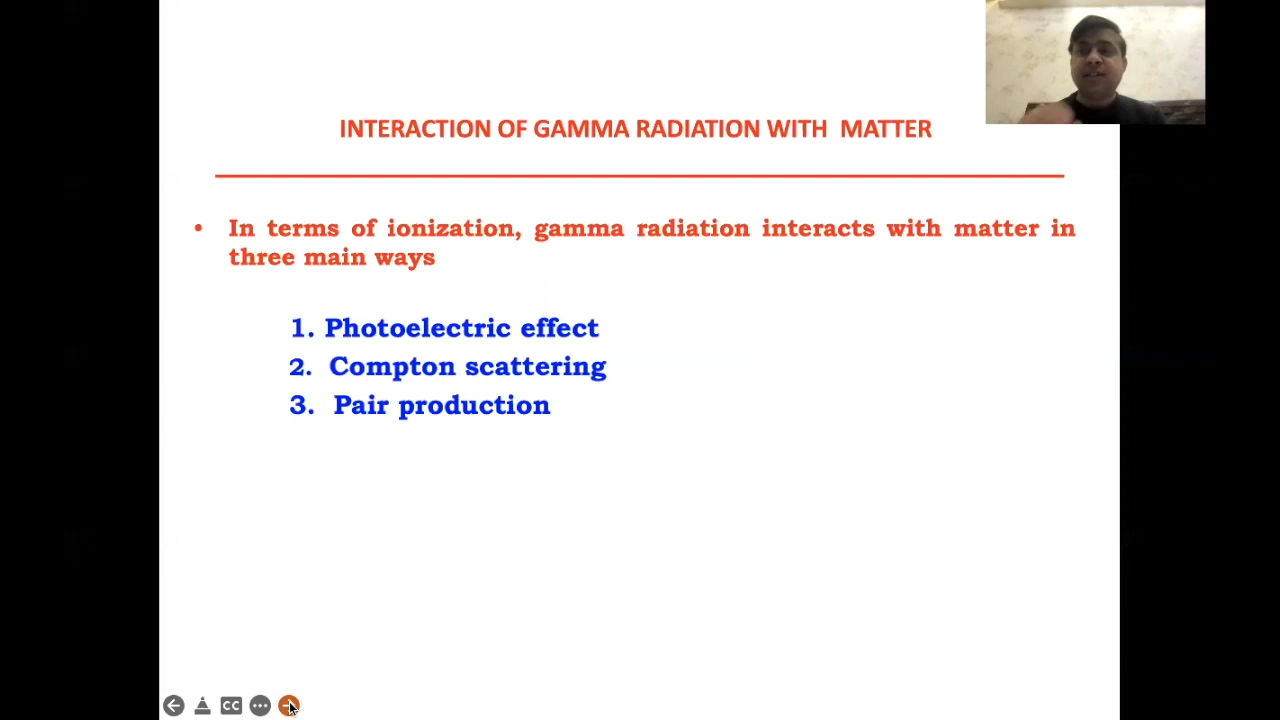 INTERACTION OF GAMMA RADIATION WITH MATTER
• In terms of ionization, gamma radiation interacts with matter in
three main ways
1. Photoelectric effect
2. Compton scattering
3. Pair production
CC